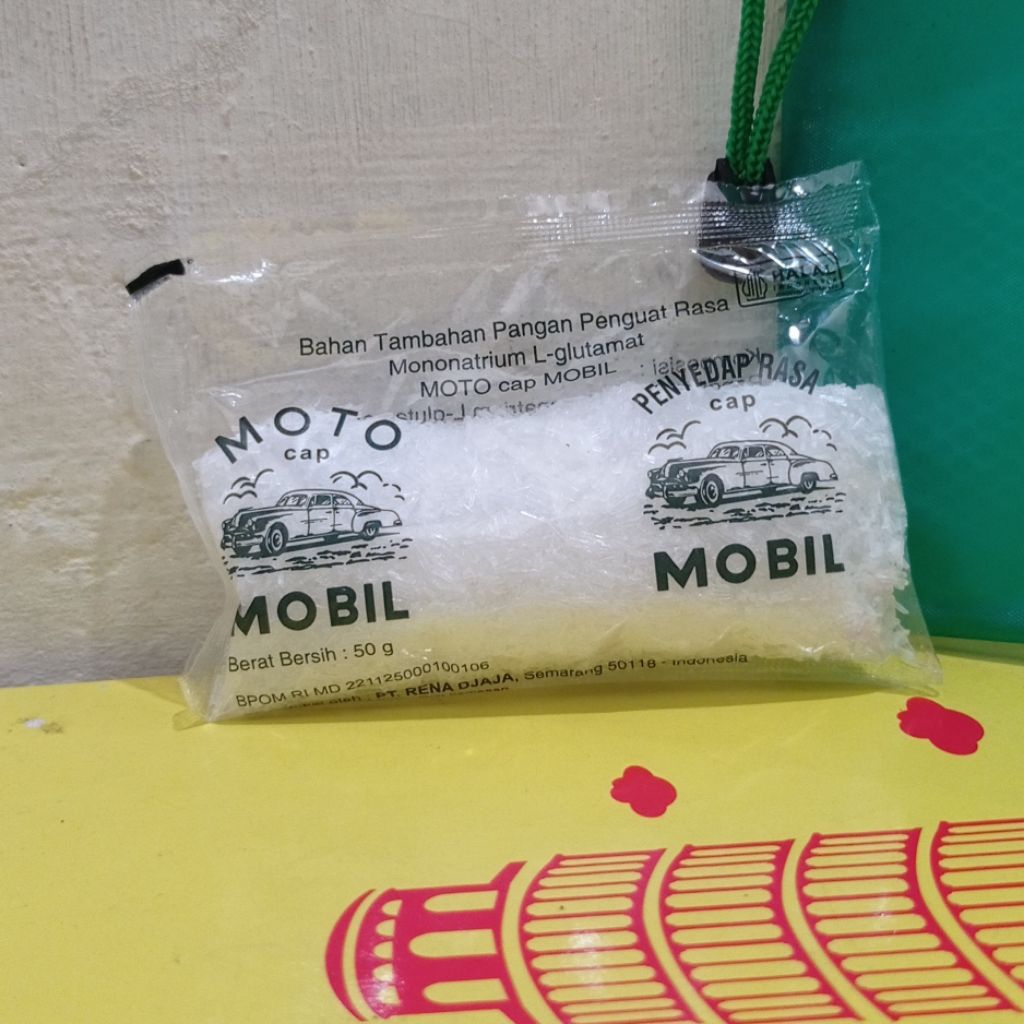 HALAL
Bahan Tambahan Pangan Penguat Rasa
Mononatrium L-glutamat
MOTO cap MOBIL
MOTO
cap
MOBIL
PENYEDAP RASA
cap
MOBIL
Berat Bersih : 50 g
BPOM RI MD 221125000100106
oleh : PT. RENA DJAJA, Semarang 50118 - Indonesia